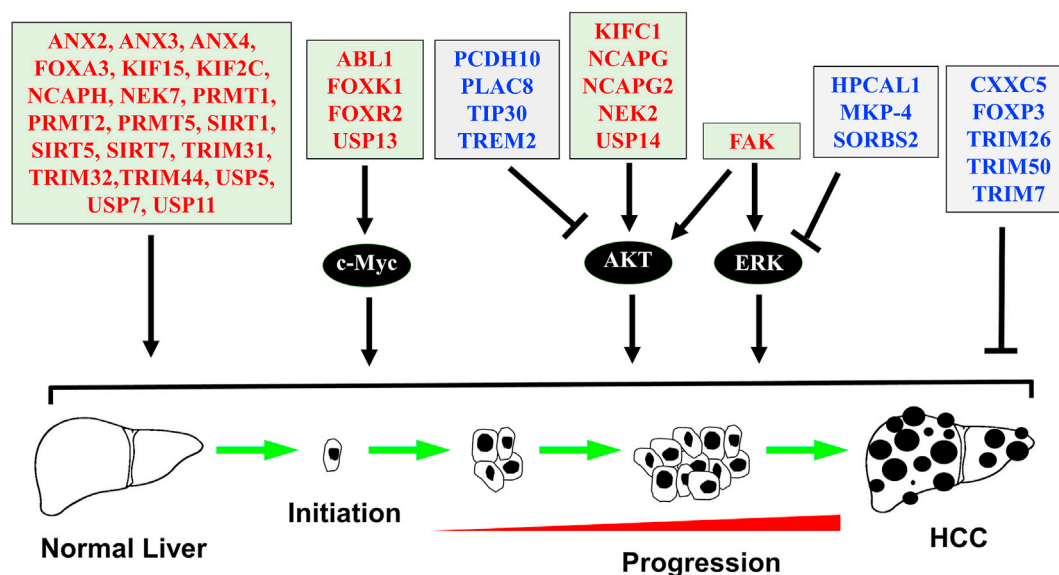 ANX2, ANX3, ANX4,
FOXA3, KIF15, KIF2C,
NCAPH, NEK7, PRMT1,
PRMT2, PRMT5, SIRT1,
SIRT5, SIRT7, TRIM31,
TRIM32,TRIM44, USP5,
USP7, USP11
ABL1
FOXK1
FOXR2
USP13
PCDH10
PLAC8
TIP30
TREM2
KIFC1
NCAPG
NCAPG2
NEK2
USP14
FAK
HPCAL1
MKP-4
SORBS2
CXXC5
FOXP3
TRIM26
TRIM50
TRIM7
c-Myc
AKT
ERK
Normal Liver
Initiation
Progression
HCC